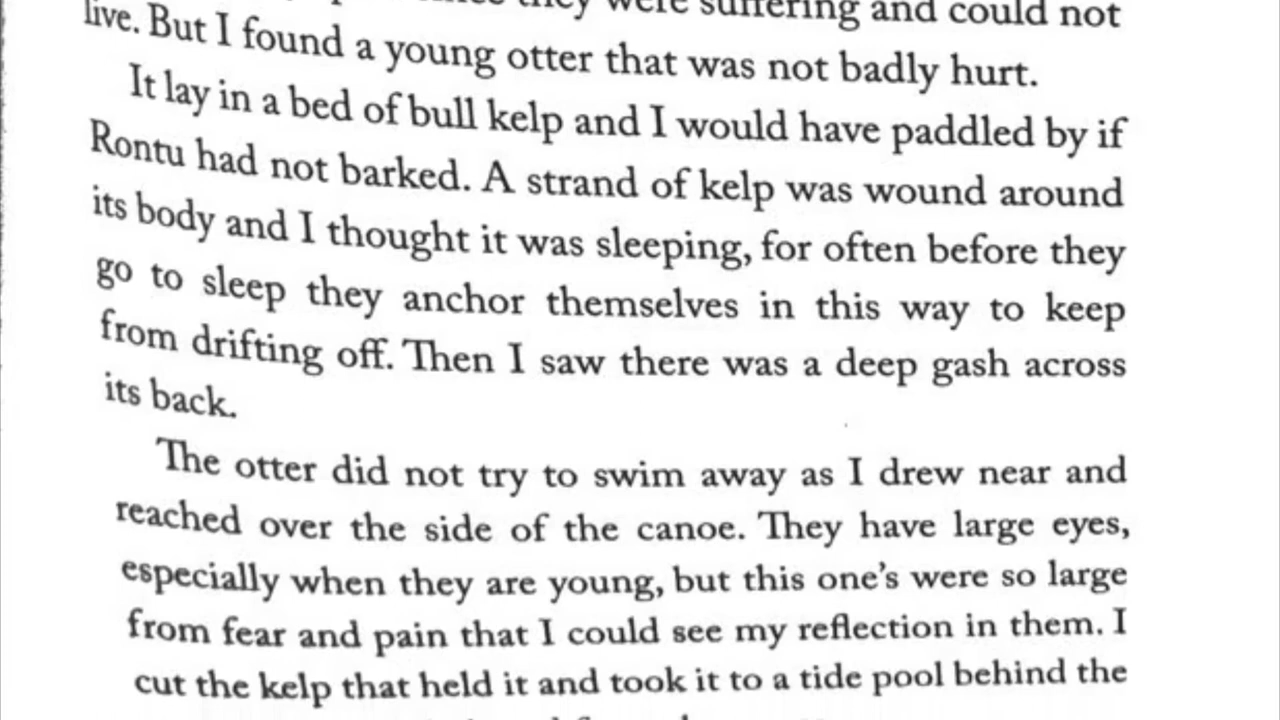 they were suffering and could not
live. But I found a young otter that was not badly hurt.
It lay in a bed of bull kelp and I would have paddled by if
Rontu had not barked. A strand of kelp was wound around
its body and I thought it was sleeping, for often before they
go to sleep they anchor themselves in this way to keep
from drifting off. Then I saw there was a deep gash across
its back.
The otter did not try to swim away as I drew near and
reached over the side of the canoe. They have large eyes,
especially when they are young, but this one's were so large
from fear and pain that I could see my reflection in them. I
cut the kelp that held it and took it to a tide pool behind the